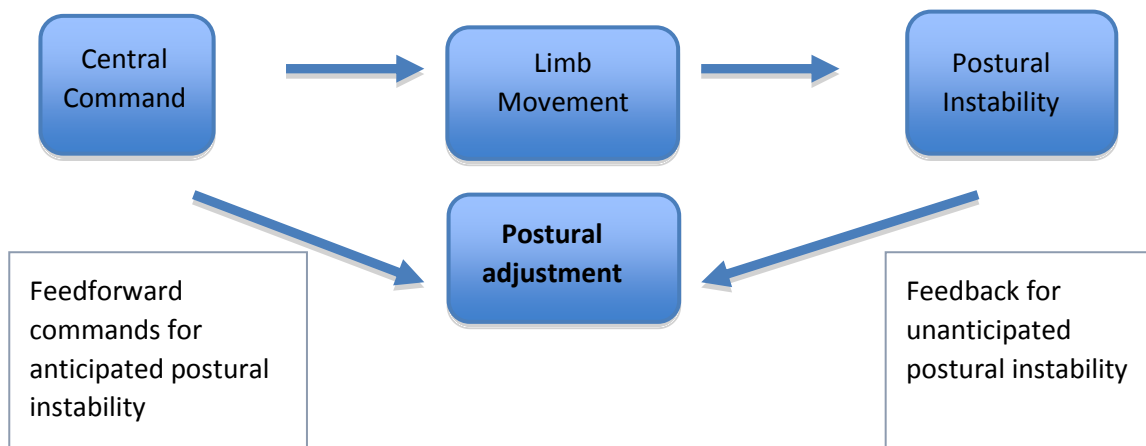 Central
Command
Limb
Movement
Postural
Instability
Postural
adjustment
Feedforward
commands for
anticipated postural
instability
Feedback for
unanticipated
postural instability